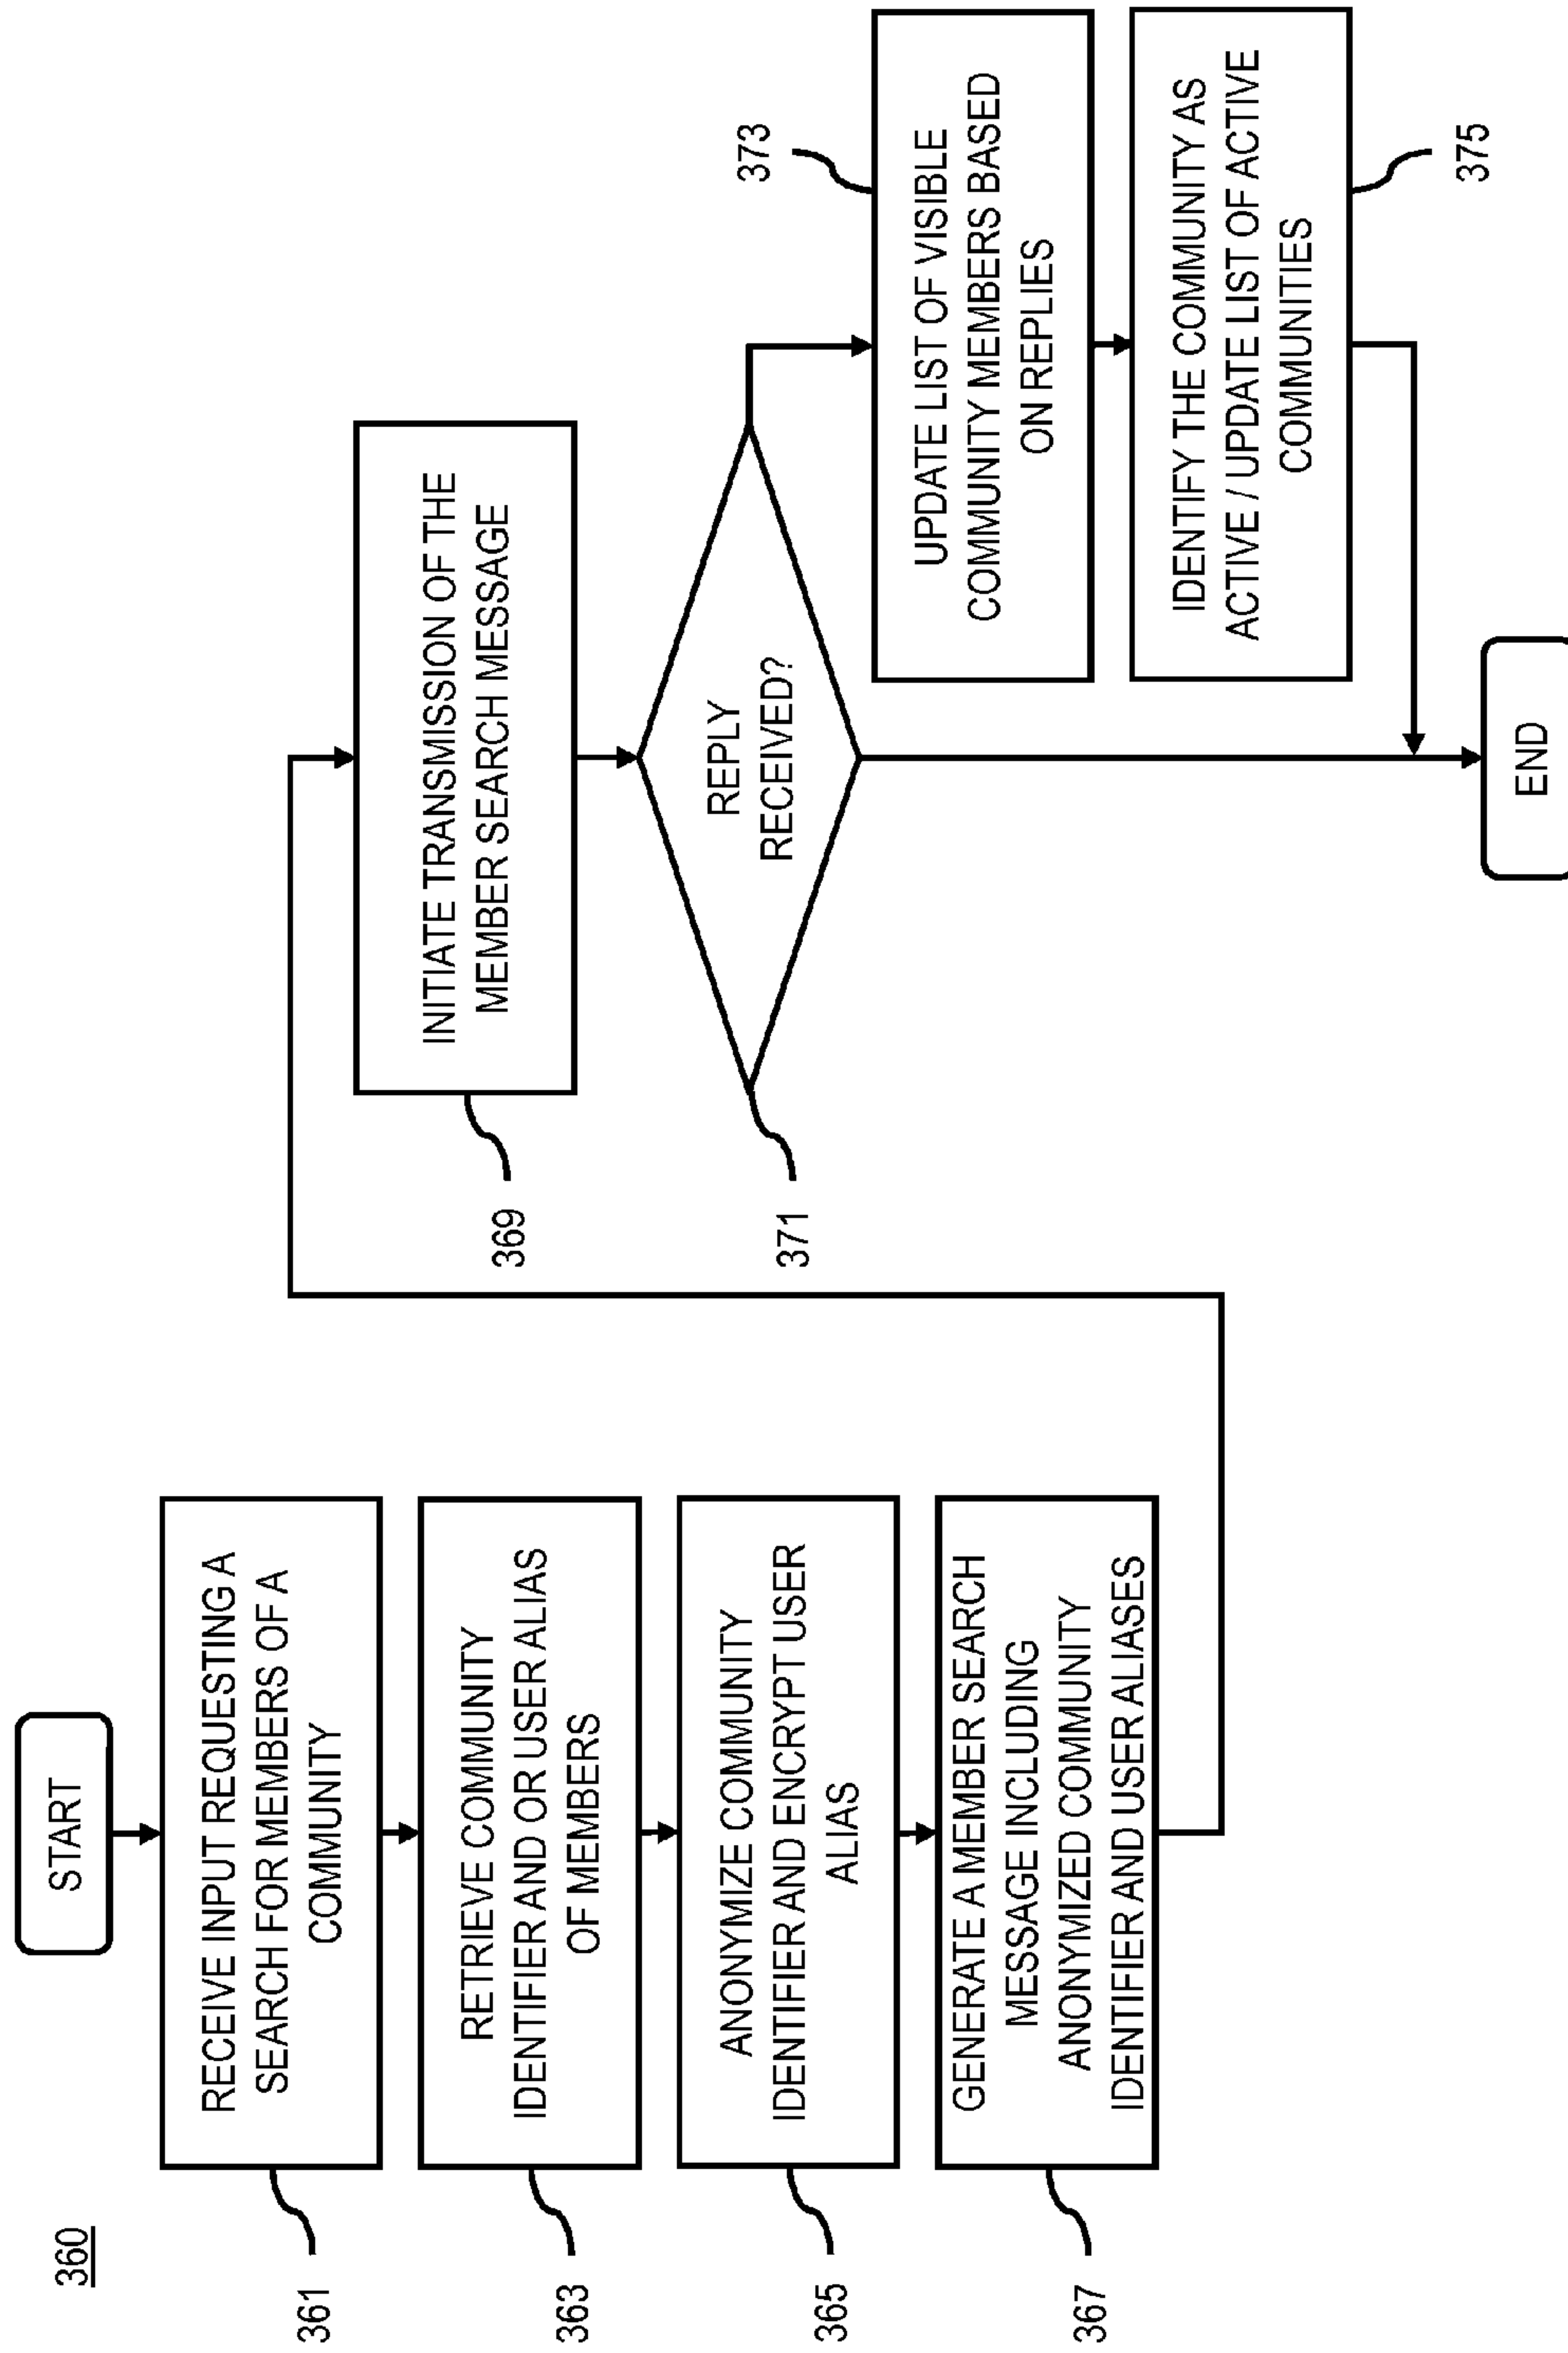 360
START
361
RECEIVE INPUT REQUESTING A
SEARCH FOR MEMBERS OF A
COMMUNITY
363
RETRIEVE COMMUNITY
IDENTIFIER AND OR USER ALIAS
OF MEMBERS
365
ANONYMIZE COMMUNITY
IDENTIFIER AND ENCRYPT USER
ALIAS
367
GENERATE A MEMBER SEARCH
MESSAGE INCLUDING
ANONYMIZED COMMUNITY
IDENTIFIER AND USER ALIASES
369
INITIATE TRANSMISSION OF THE
MEMBER SEARCH MESSAGE
371
REPLY
RECEIVED?
373
UPDATE LIST OF VISIBLE
COMMUNITY MEMBERS BASED
ON REPLIES
375
IDENTIFY THE COMMUNITY AS
ACTIVE / UPDATE LIST OF ACTIVE
COMMUNITIES
END